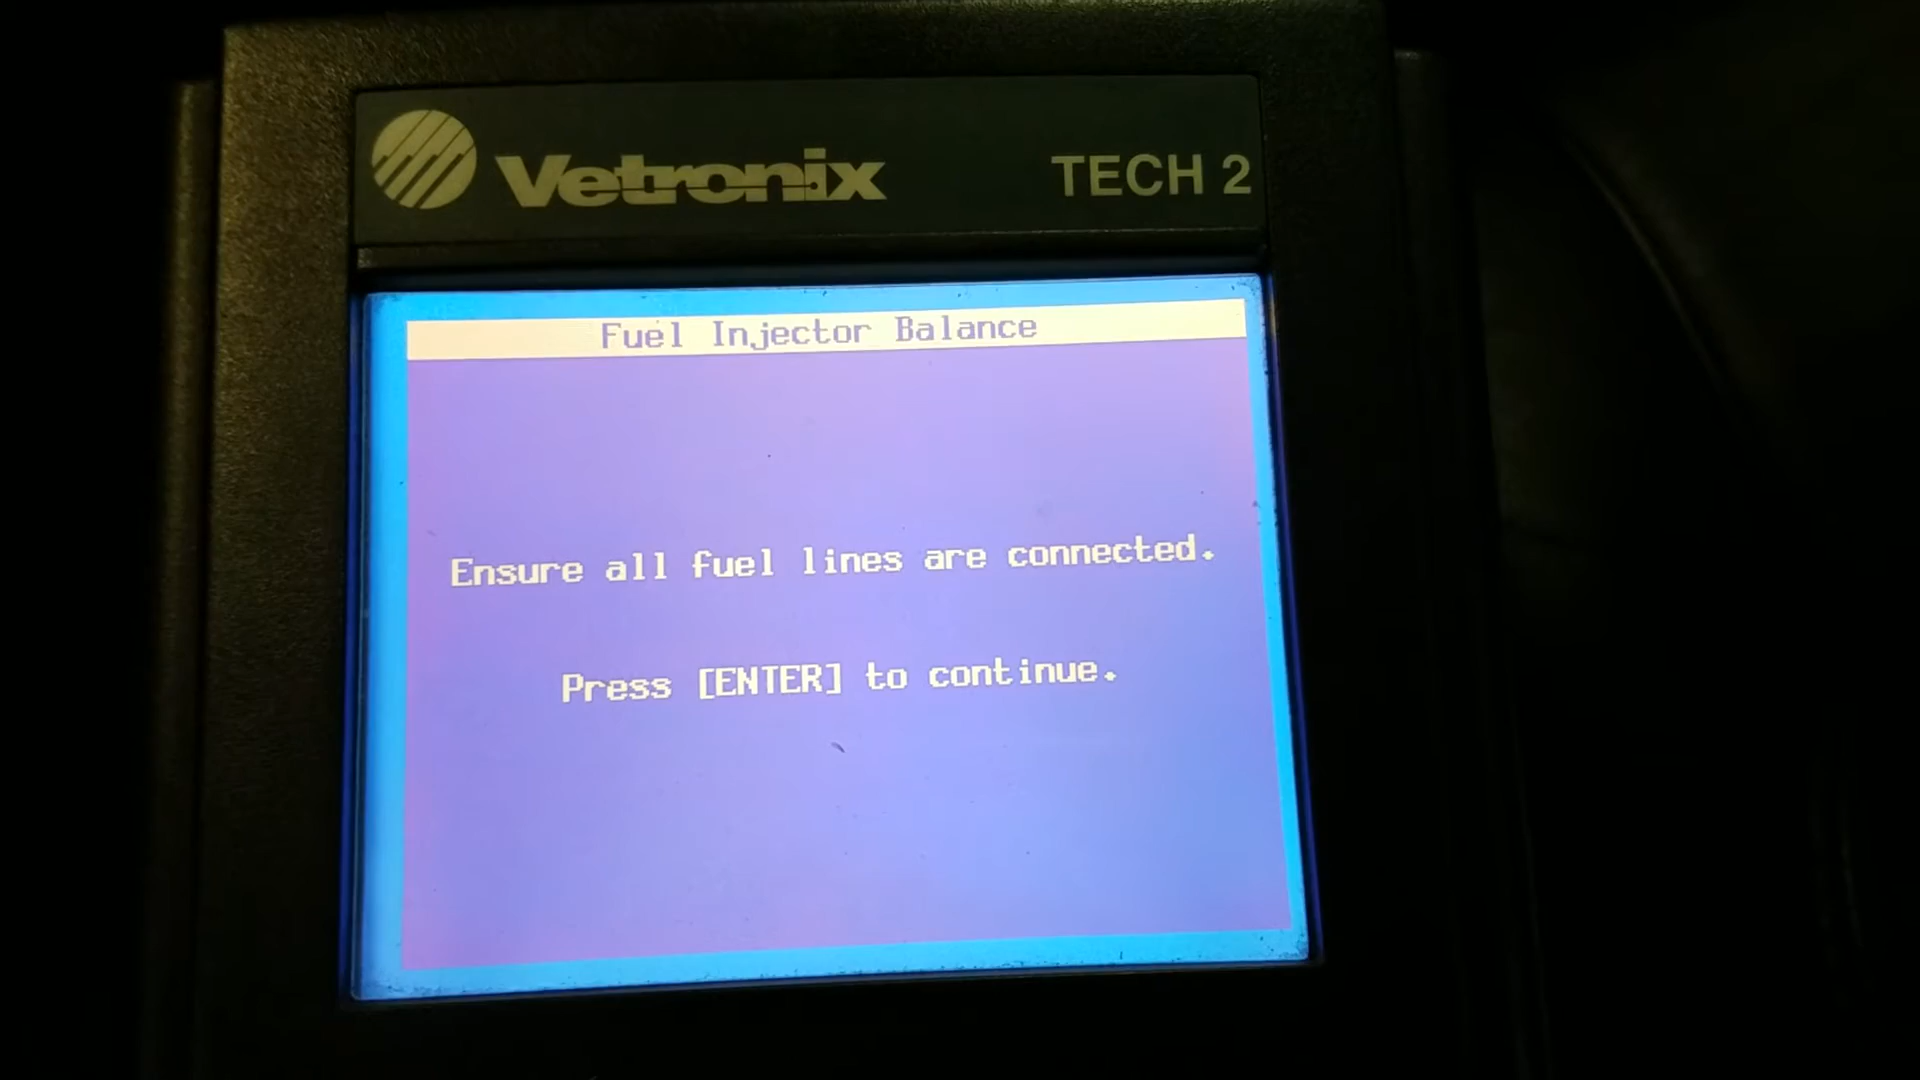 Vetronix TECH 2
Fuel Injector Balance
Ensure all fuel lines are connected.
Press [ENTER] to continue.